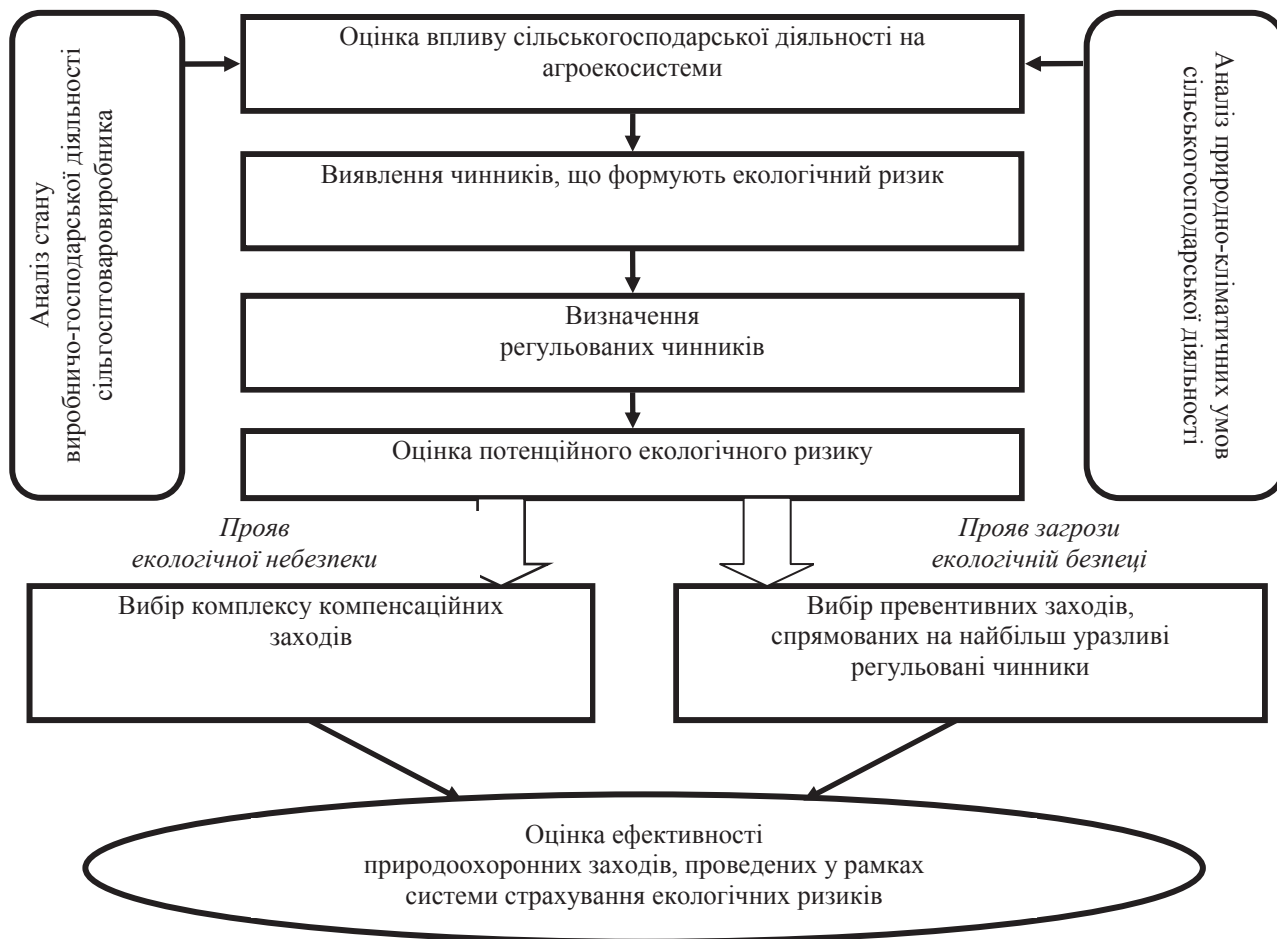 Аналіз стану
виробничо-господарської діяльності
сільгосптоваровиробника
Оцінка впливу сільськогосподарської діяльності на
агроекосистеми
Аналіз природно-кліматичних умов
сільськогосподарської діяльності
Виявлення чинників, що формують екологічний ризик
Визначення
регульованих чинників
Оцінка потенційного екологічного ризику
Прояв
екологічної небезпеки
Прояв загрози
екологічній безпеці
Вибір комплексу компенсаційних
заходів
Вибір превентивних заходів,
спрямованих на найбільш уразливі
регульовані чинники
Оцінка ефективності
природоохоронних заходів, проведених у рамках
системи страхування екологічних ризиків